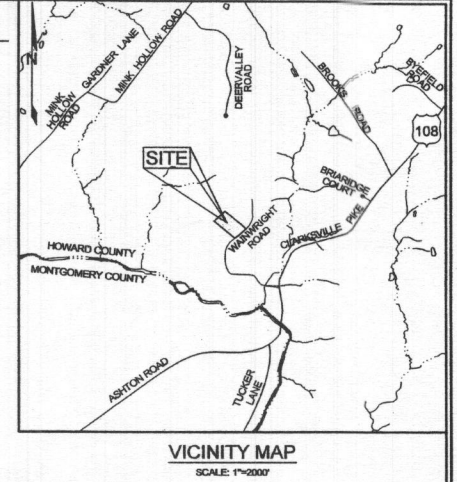 N
MINK HOLLOW ROAD
GARDNER LANE
MINK HOLLOW ROAD
DEERVALLEY
ROAD
BROOKS
ROAD
BYEFIELD
ROAD
108
SITE
BRIARIDGE
COURT
WAINWRIGHT
ROAD
CLARKSVILLE PIKE
HOWARD COUNTY
MONTGOMERY COUNTY
ASHTON ROAD
TUCKER
LANE
VICINITY MAP
SCALE: 1"=2000'